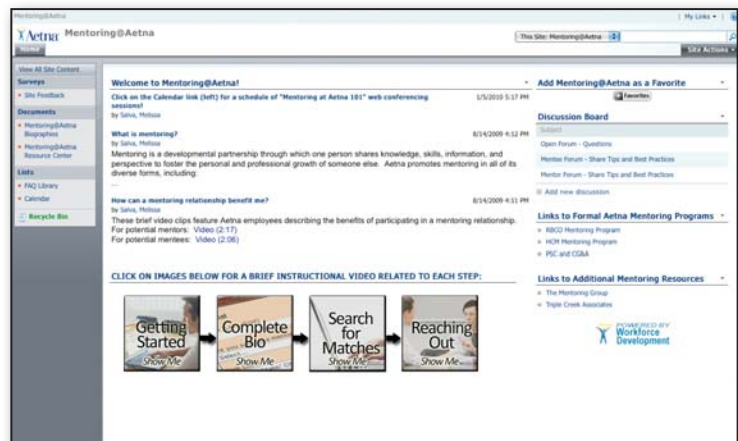 Mentoring@Aetna
My Links
Aetna Mentoring@Aetna
This Site: Mentoring@Aetna
Home
Site Actions
View All Site Content
Surveys
Site Feedback
Documents
Mentoring@Aetna
Biographies
Mentoring@Aetna
Resource Center
Lists
FAQ Library
Calendar
Recycle Bin
Welcome to Mentoring@Aetna!
Click on the Calendar link (left) for a schedule of "Mentoring at Aetna 101" web conferencing 1/5/2010 5:17 PM
sessions!
by Salva, Melissa
What is mentoring? 8/14/2009 4:12 PM
by Salva, Melissa
Mentoring is a developmental partnership through which one person shares knowledge, skills, information, and
perspective to foster the personal and professional growth of someone else. Aetna promotes mentoring in all of its
diverse forms, including:
...
How can a mentoring relationship benefit me? 8/14/2009 4:11 PM
by Salva, Melissa
These brief video clips feature Aetna employees describing the benefits of participating in a mentoring relationship.
For potential mentors: Video (2:17)
For potential mentees: Video (2:06)
CLICK ON IMAGES BELOW FOR A BRIEF INSTRUCTIONAL VIDEO RELATED TO EACH STEP:
Getting
Started
Show Me
Complete
Bio
Show Me
Search
for
Matches
Show Me
Reaching
Out
Show Me
Add Mentoring@Aetna as a Favorite
Favorites
Discussion Board
Subject
Open Forum - Questions
Mentee Forum - Share Tips and Best Practices
Mentor Forum - Share Tips and Best Practices
Add new discussion
Links to Formal Aetna Mentoring Programs
RBCO Mentoring Program
HCM Mentoring Program
PSC and CG&A
Links to Additional Mentoring Resources
The Mentoring Group
Triple Creek Associates
POWERED BY
Workforce
Development